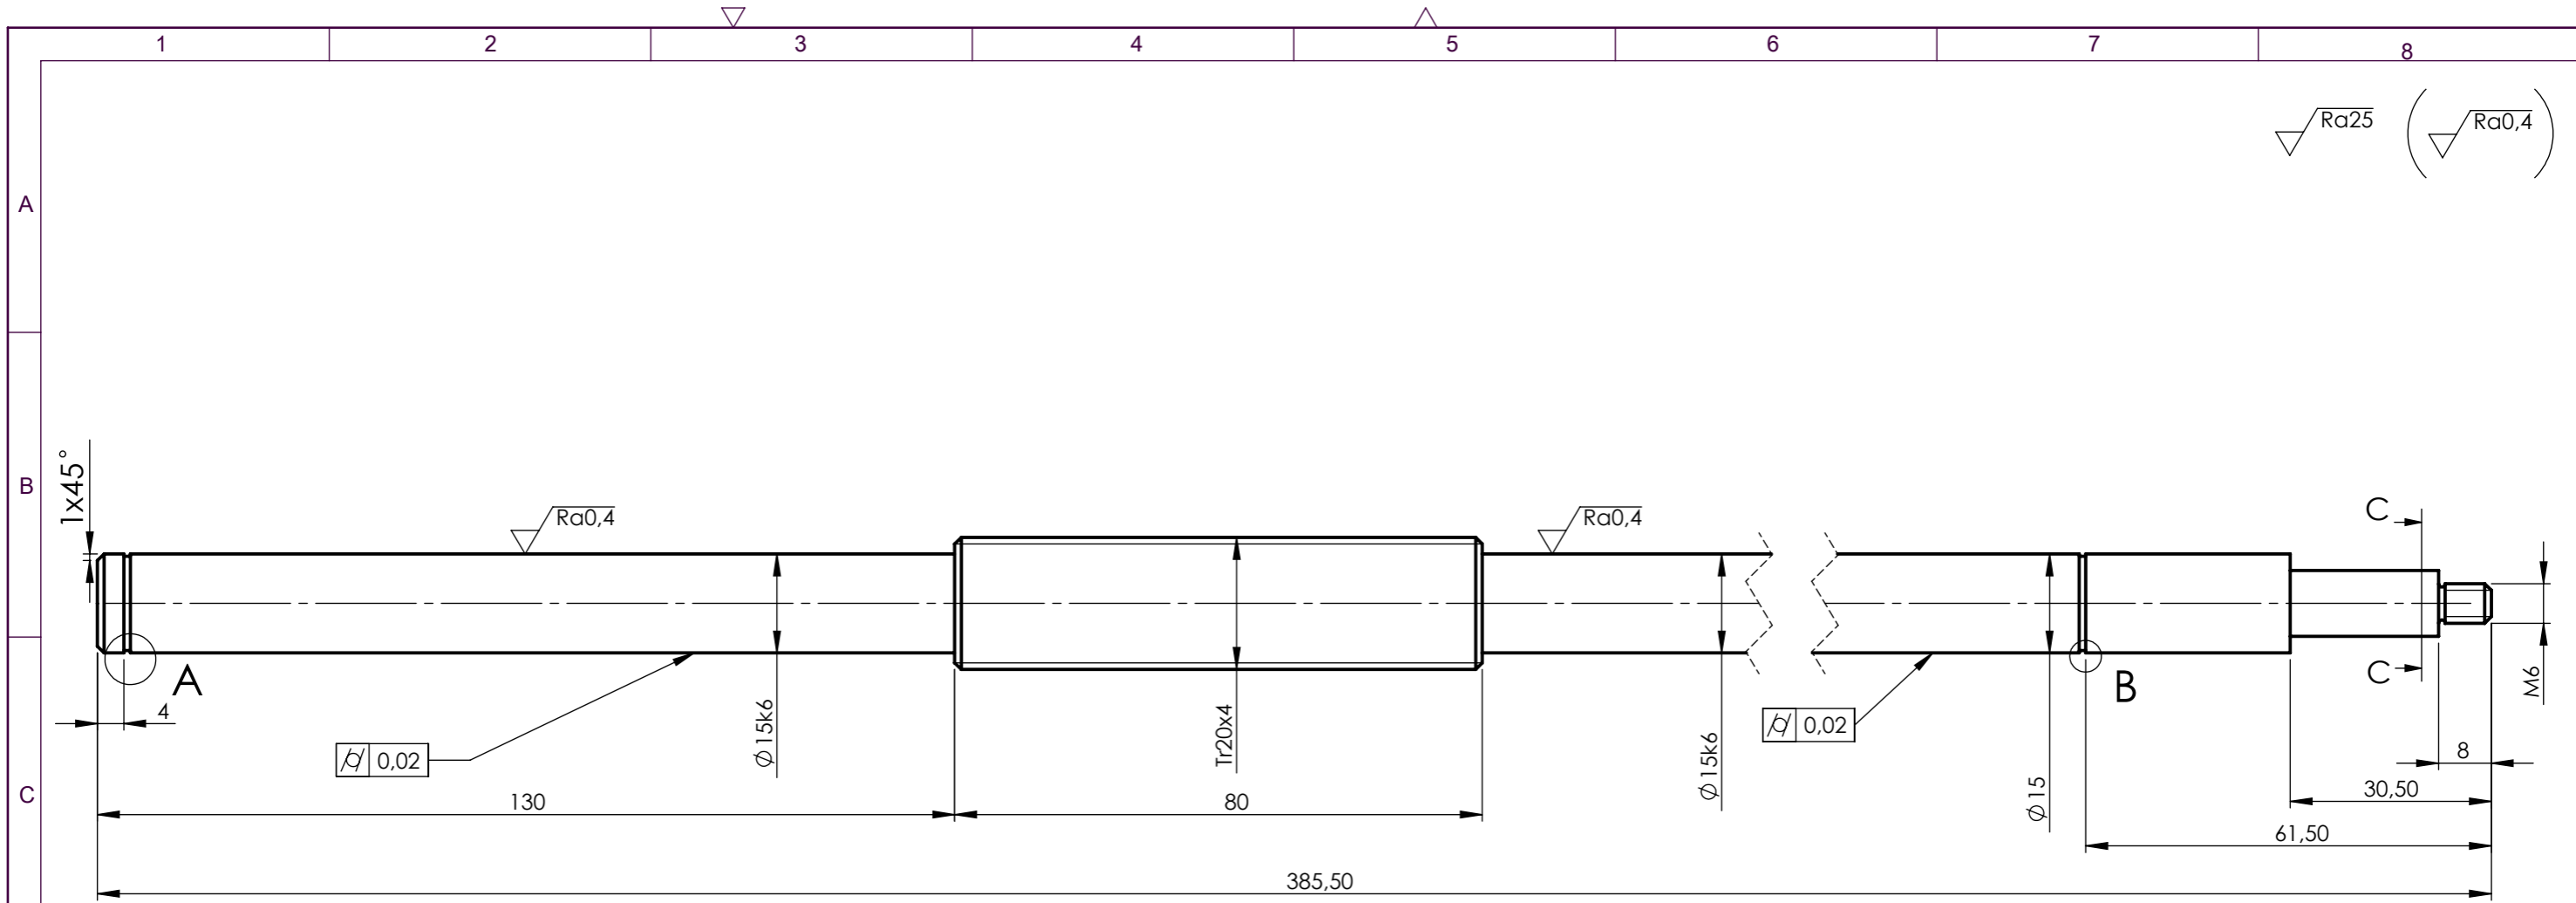 1 2 3 4 5 6 7 8
Ra25 Ra0,4
A
B
1x45°
Ra0,4 Ra0,4
C
C
A
B
M6
4
0,02
Ø15k6
Tr20x4
Ø15k6
0,02
Ø15
8
C
130
80
30,50
61,50
385,50